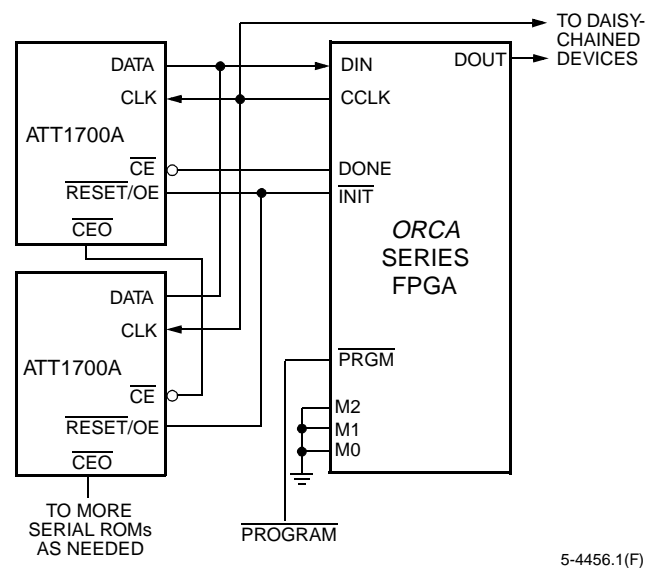 TO DAISY-
CHAINED
DEVICES
DATA
CLK
ATT1700A
CE
RESET/OE
CEO
DIN
DOUT
CCLK
DONE
INIT
ORCA
SERIES
FPGA
PRGM
M2
M1
M0
DATA
CLK
ATT1700A
CE
RESET/OE
CEO
TO MORE
SERIAL ROMs
AS NEEDED
PROGRAM
5-4456.1(F)